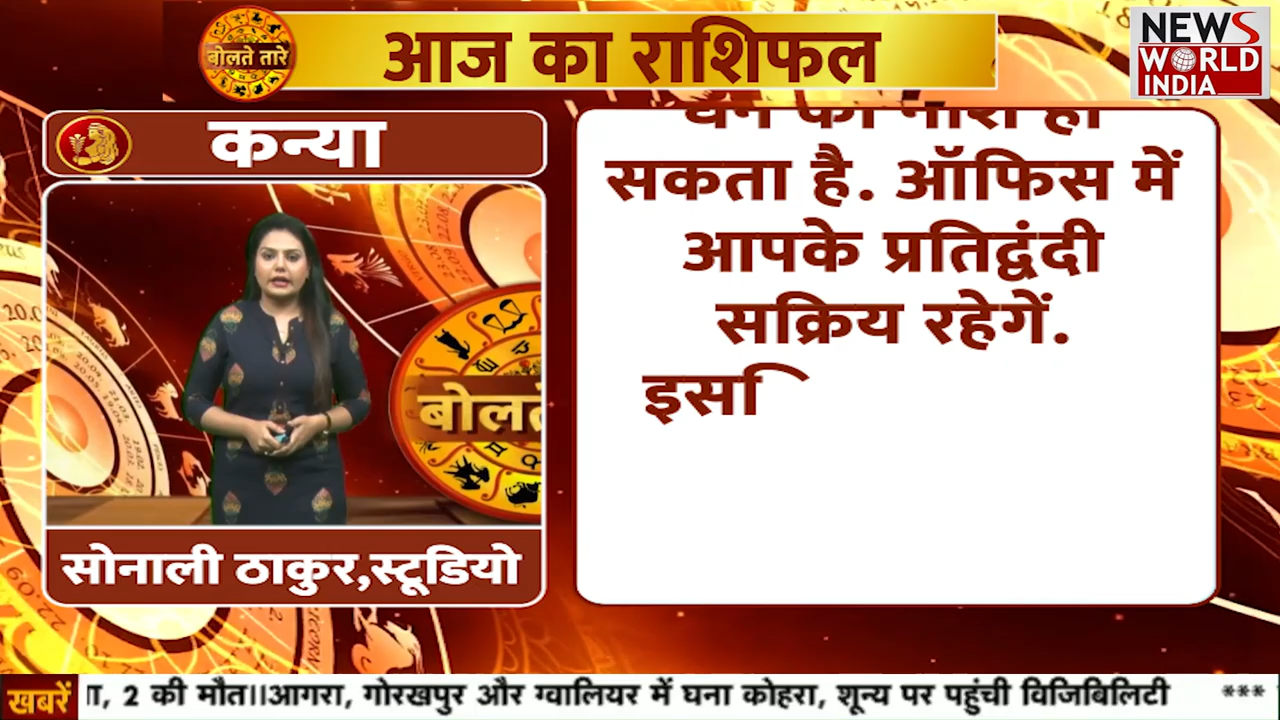 बोलते तारे
आज का राशिफल
NEWS
WORLD
INDIA
कन्या
सकता है. ऑफिस में
आपके प्रतिद्वंदी
सक्रिय रहेगें.
बोलते
सोनाली ठाकुर,स्टूडियो
खबरें
, 2 की मौत।।आगरा, गोरखपुर और ग्वालियर में घना कोहरा, शून्य पर पहुंची विजिबिलिटी ***